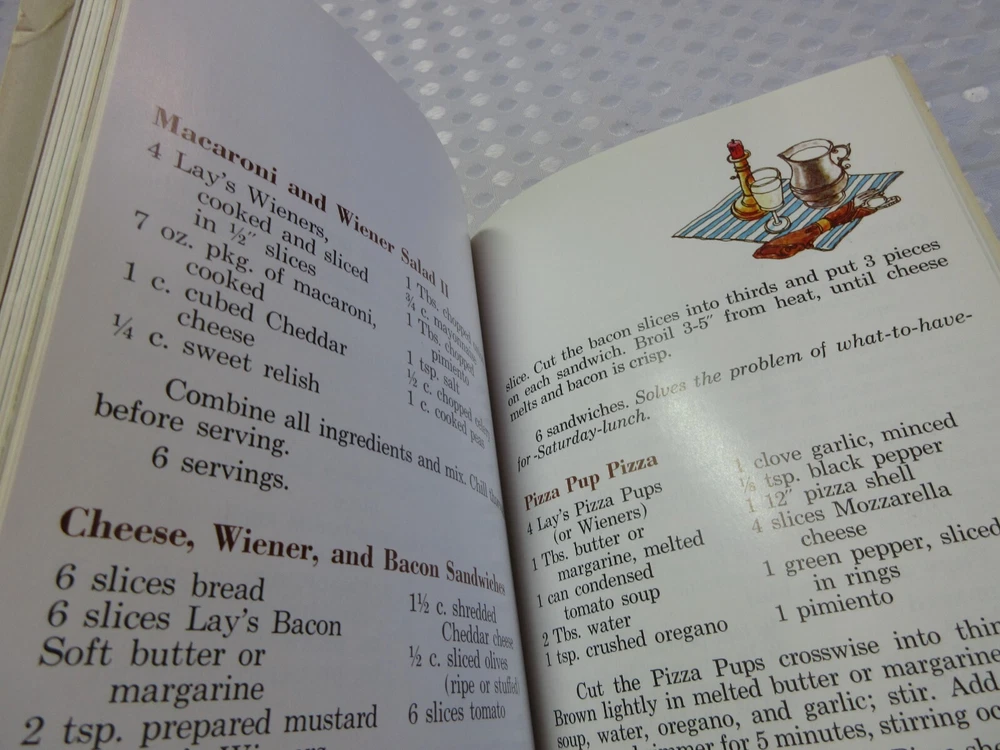 Macaroni and Wiener Salad II
4 Lay's Wieners,
cooked and sliced
in ½" slices
7 oz. pkg. of macaroni,
cooked
1 c. cubed Cheddar
cheese
¼ c. sweet relish
1 Tbs. chopped
¾ c. mayonnaise
1 Tbs. chopped
pimiento
1 tsp. salt
½ c. chopped celery
1 c. cooked peas
Combine all ingredients and mix. Chill
before serving.
6 servings.
Cheese, Wiener, and Bacon Sandwiches
6 slices bread
6 slices Lay's Bacon
Soft butter or
margarine
2 tsp. prepared mustard
Wieners
1½ c. shredded
Cheddar cheese
½ c. sliced olives
(ripe or stuffed)
6 slices tomato
slice. Cut the bacon slices into thirds and put 3 pieces
on each sandwich. Broil 3-5" from heat, until cheese
melts and bacon is crisp.
6 sandwiches. Solves the problem of what-to-have-
for-Saturday-lunch.
Pizza Pup Pizza
4 Lay's Pizza Pups
(or Wieners)
1 Tbs. butter or
margarine, melted
1 can condensed
tomato soup
2 Tbs. water
1 tsp. crushed oregano
1 clove garlic, minced
⅛ tsp. black pepper
1 12" pizza shell
4 slices Mozzarella
cheese
1 green pepper, sliced
in rings
1 pimiento
Cut the Pizza Pups crosswise into thin
Brown lightly in melted butter or margarine
soup, water, oregano, and garlic; stir. Add
simmer for 5 minutes, stirring oc